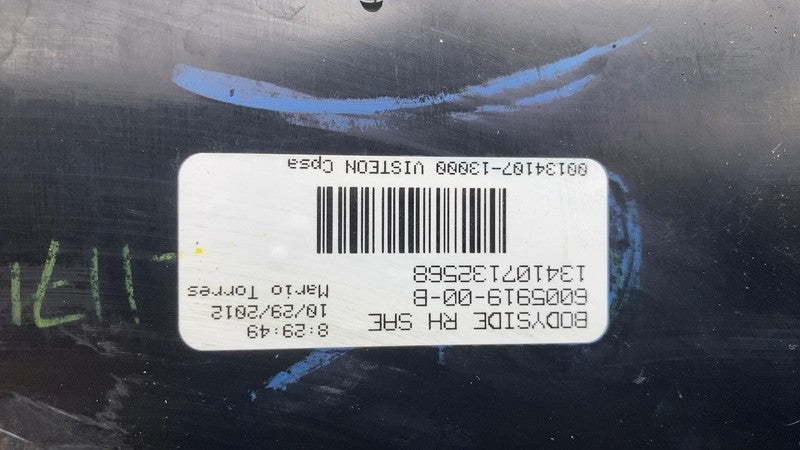 BODYSIDE RH SAE
8:29:49
6005919-00-B
10/29/2012
134107132568
Mario Torres
00134107-13000 VISTEON Cpsa